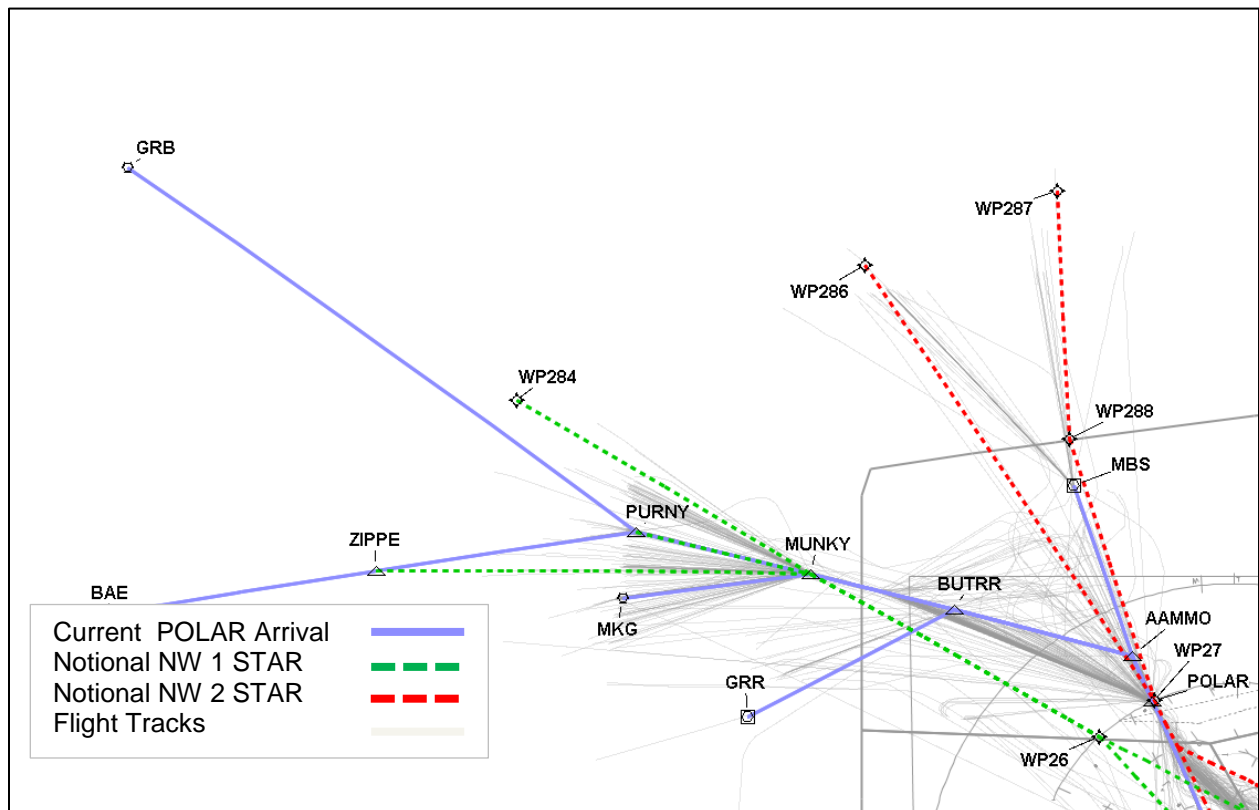 GRB
WP287
WP286
WP284
WP288
MBS
PURNY
ZIPPE
MUNKY
BUTRR
BAE
MKG
AAMMO
WP27
POLAR
GRR
WP26
Current POLAR Arrival
Notional NW 1 STAR
Notional NW 2 STAR
Flight Tracks